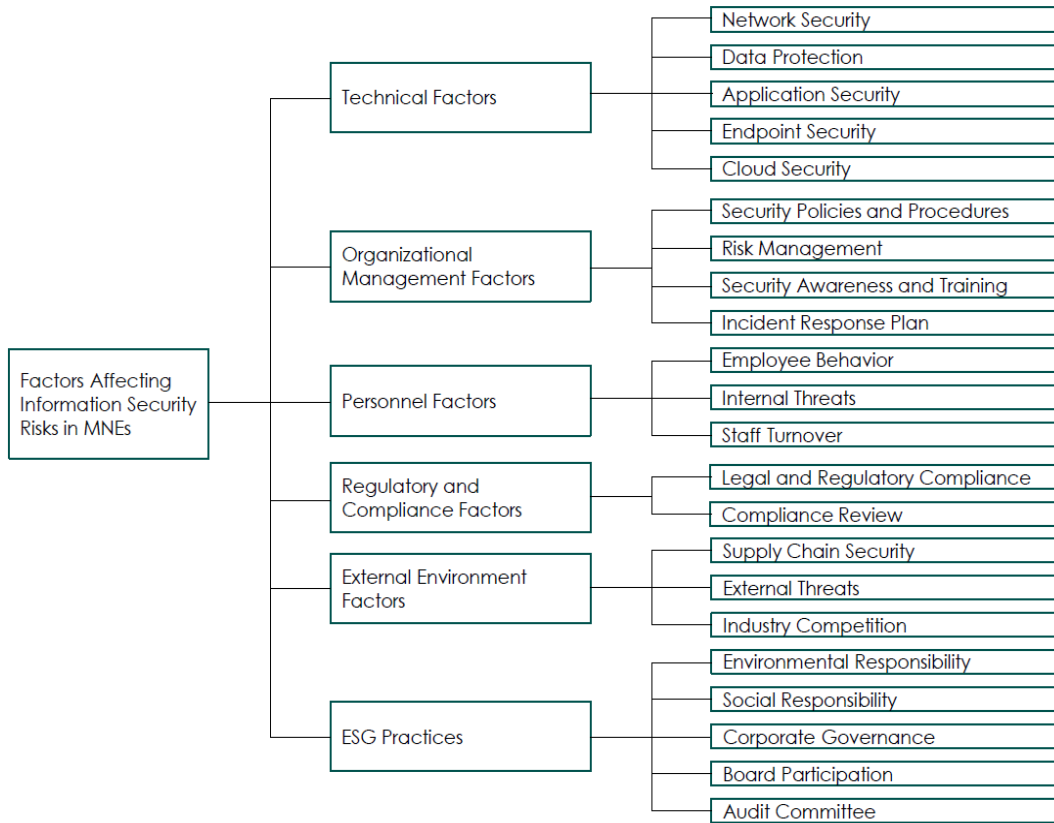 Network Security
Data Protection
Technical Factors
Application Security
Endpoint Security
Cloud Security
Security Policies and Procedures
Organizational
Management Factors
Risk Management
Security Awareness and Training
Incident Response Plan
Factors Affecting
Information Security
Risks in MNEs
Employee Behavior
Personnel Factors
Internal Threats
Staff Turnover
Regulatory and
Compliance Factors
Legal and Regulatory Compliance
Compliance Review
External Environment
Factors
Supply Chain Security
External Threats
Industry Competition
Environmental Responsibility
Social Responsibility
ESG Practices
Corporate Governance
Board Participation
Audit Committee